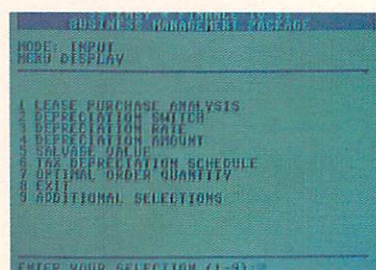 BUSINESS MANAGEMENT PACKAGE
MODE: INPUT
MENU DISPLAY
1 LEASE PURCHASE ANALYSIS
2 DEPRECIATION SWITCH
3 DEPRECIATION RATE
4 DEPRECIATION AMOUNT
5 SALVAGE VALUE
6 TAX DEPRECIATION SCHEDULE
7 OPTIMAL ORDER QUANTITY
8 EXIT
9 ADDITIONAL SELECTIONS
ENTER YOUR SELECTION (1-9):